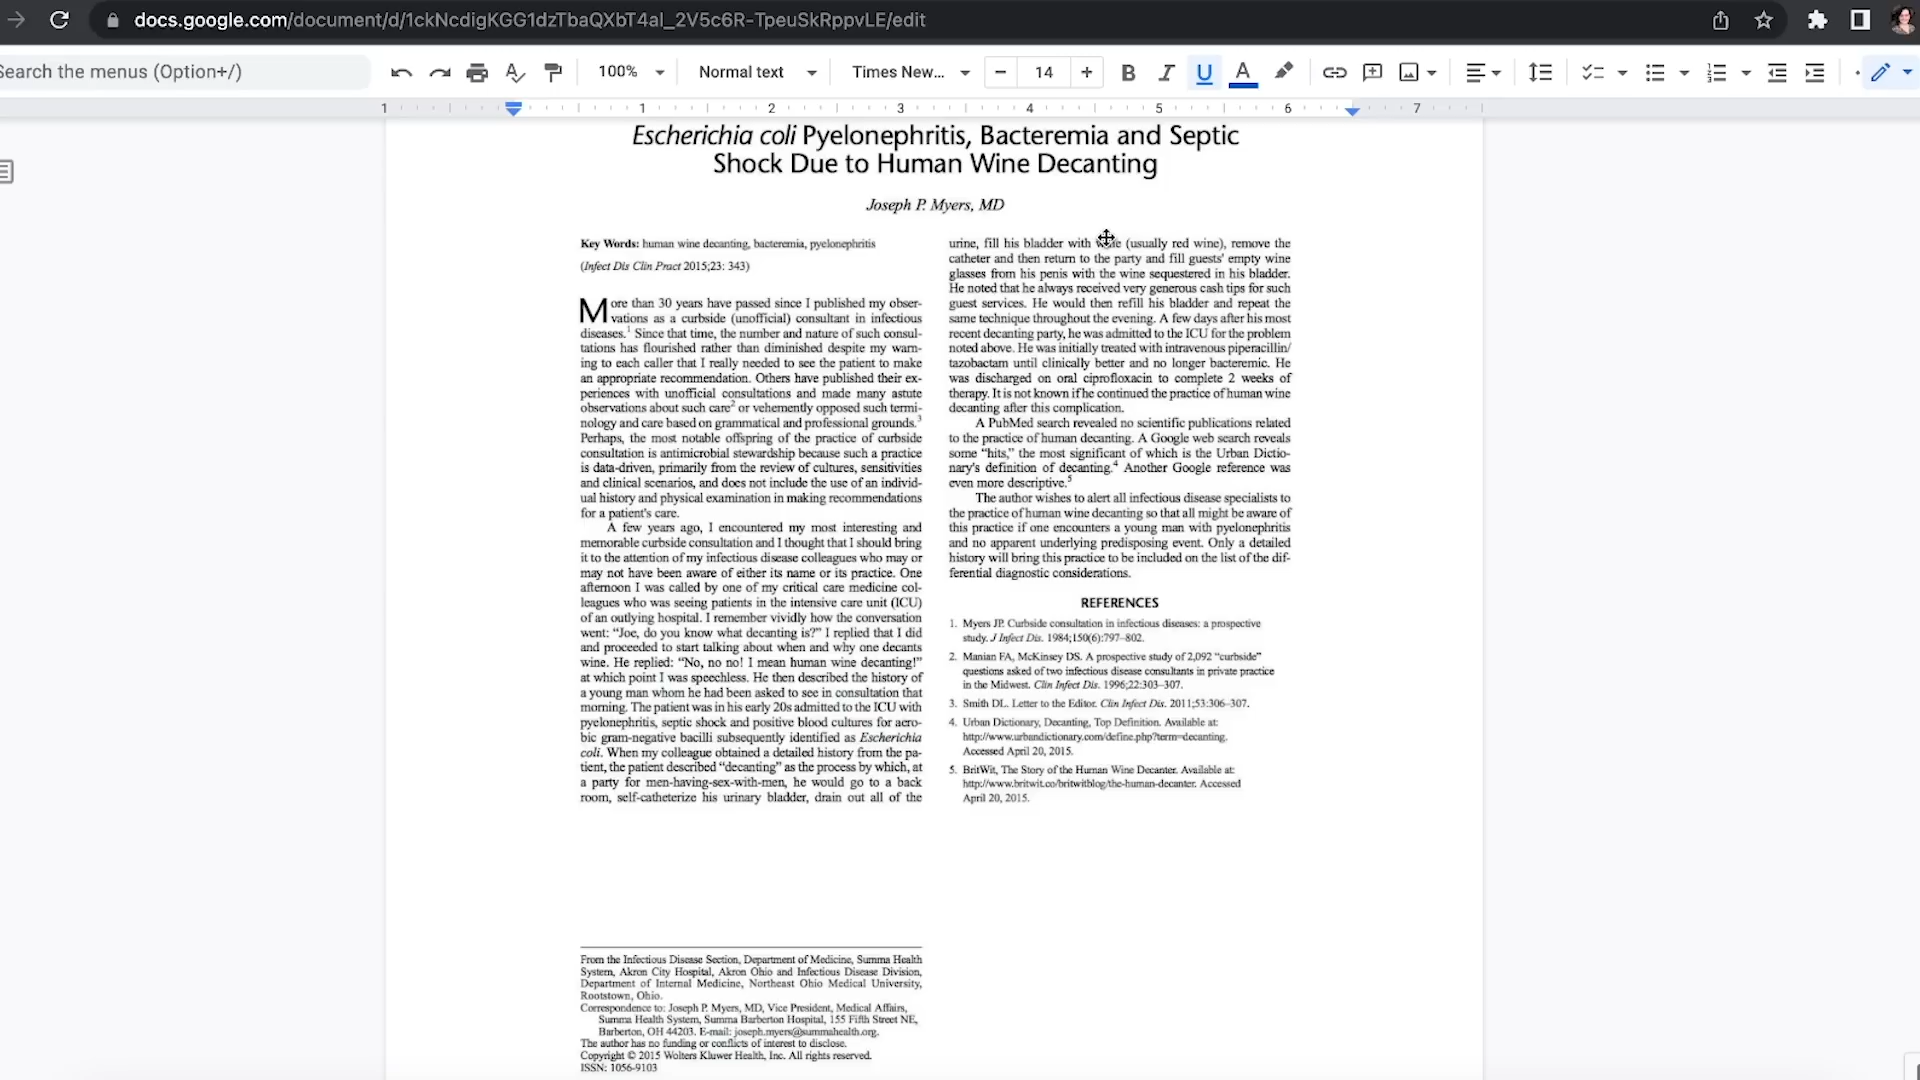 docs.google.com/document/d/1ckNcdigKGG1dzTbaQXbT4al_2V5c6R-TpeuSkRppvLE/edit
Search the menus (Option+/)
100%
Normal text
Times New...
14
1 1 2 3 4 5 6 7
Escherichia coli Pyelonephritis, Bacteremia and Septic
Shock Due to Human Wine Decanting
Joseph P. Myers, MD
Key Words: human wine decanting, bacteremia, pyelonephritis
(Infect Dis Clin Pract 2015;23: 343)
More than 30 years have passed since I published my obser-
vations as a curbside (unofficial) consultant in infectious
diseases.1 Since that time, the number and nature of such consul-
tations has flourished rather than diminished despite my warn-
ing to each caller that I really needed to see the patient to make
an appropriate recommendation. Others have published their ex-
periences with unofficial consultations and made many astute
observations about such care2 or vehemently opposed such termi-
nology and care based on grammatical and professional grounds.3
Perhaps, the most notable offspring of the practice of curbside
consultation is antimicrobial stewardship because such a practice
is data-driven, primarily from the review of cultures, sensitivities
and clinical scenarios, and does not include the use of an individ-
ual history and physical examination in making recommendations
for a patient's care.
A few years ago, I encountered my most interesting and
memorable curbside consultation and I thought that I should bring
it to the attention of my infectious disease colleagues who may or
may not have been aware of either its name or its practice. One
afternoon I was called by one of my critical care medicine col-
leagues who was seeing patients in the intensive care unit (ICU)
of an outlying hospital. I remember vividly how the conversation
went: “Joe, do you know what decanting is?” I replied that I did
and proceeded to start talking about when and why one decants
wine. He replied: “No, no no! I mean human wine decanting!”
at which point I was speechless. He then described the history of
a young man whom he had been asked to see in consultation that
morning. The patient was in his early 20s admitted to the ICU with
pyelonephritis, septic shock and positive blood cultures for aero-
bic gram-negative bacilli subsequently identified as Escherichia
coli. When my colleague obtained a detailed history from the pa-
tient, the patient described “decanting” as the process by which, at
a party for men-having-sex-with-men, he would go to a back
room, self-catheterize his urinary bladder, drain out all of the
urine, fill his bladder with wine (usually red wine), remove the
catheter and then return to the party and fill guests' empty wine
glasses from his penis with the wine sequestered in his bladder.
He noted that he always received very generous cash tips for such
guest services. He would then refill his bladder and repeat the
same technique throughout the evening. A few days after his most
recent decanting party, he was admitted to the ICU for the problem
noted above. He was initially treated with intravenous piperacillin/
tazobactam until clinically better and no longer bacteremic. He
was discharged on oral ciprofloxacin to complete 2 weeks of
therapy. It is not known if he continued the practice of human wine
decanting after this complication.
A PubMed search revealed no scientific publications related
to the practice of human decanting. A Google web search reveals
some “hits,” the most significant of which is the Urban Dictio-
nary's definition of decanting.4 Another Google reference was
even more descriptive.5
The author wishes to alert all infectious disease specialists to
the practice of human wine decanting so that all might be aware of
this practice if one encounters a young man with pyelonephritis
and no apparent underlying predisposing event. Only a detailed
history will bring this practice to be included on the list of the dif-
ferential diagnostic considerations.
REFERENCES
1. Myers JP. Curbside consultation in infectious diseases: a prospective
study. J Infect Dis. 1984;150(6):797–802.
2. Manian FA, McKinsey DS. A prospective study of 2,092 “curbside”
questions asked of two infectious disease consultants in private practice
in the Midwest. Clin Infect Dis. 1996;22:303–307.
3. Smith DL. Letter to the Editor. Clin Infect Dis. 2011;53:306–307.
4. Urban Dictionary, Decanting, Top Definition. Available at:
http://www.urbandictionary.com/define.php?term=decanting.
Accessed April 20, 2015.
5. BritWit, The Story of the Human Wine Decanter. Available at:
http://www.britwit.co/britwitblog/the-human-decanter. Accessed
April 20, 2015.
From the Infectious Disease Section, Department of Medicine, Summa Health
System, Akron City Hospital, Akron Ohio and Infectious Disease Division,
Department of Internal Medicine, Northeast Ohio Medical University,
Rootstown, Ohio.
Correspondence to: Joseph P. Myers, MD, Vice President, Medical Affairs,
Summa Health System, Summa Barberton Hospital, 155 Fifth Street NE,
Barberton, OH 44203. E-mail: joseph.myers@summahealth.org.
The author has no funding or conflicts of interest to disclose.
Copyright © 2015 Wolters Kluwer Health, Inc. All rights reserved.
ISSN: 1056-9103